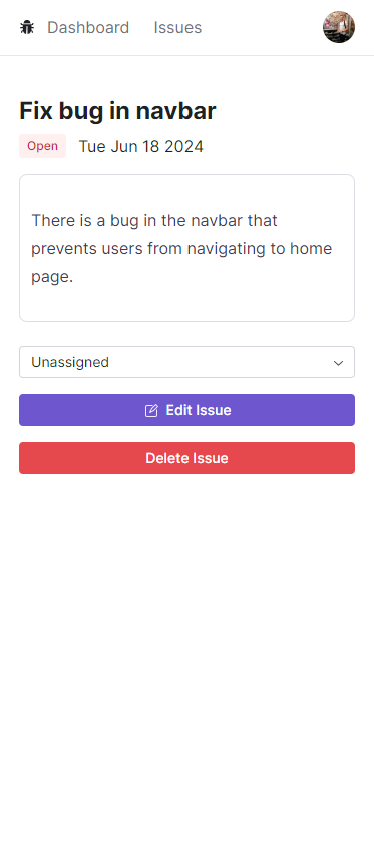 Dashboard Issues
Fix bug in navbar
Open Tue Jun 18 2024
There is a bug in the navbar that
prevents users from navigating to home
page.
Unassigned
Edit Issue
Delete Issue